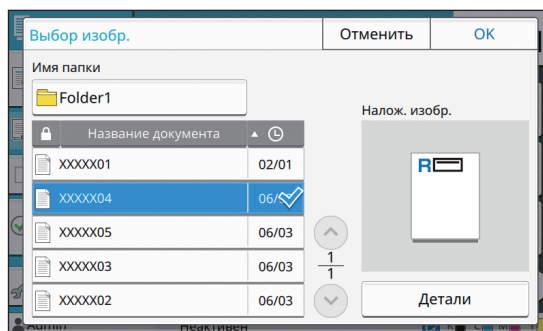 Выбор изобр.
Отменить
OK
Имя папки
Folder1
Налож. изобр.
Название документа
XXXXX01 02/01
XXXXX04 06/
XXXXX05 06/03
XXXXX03 06/03
XXXXX02 06/03
1
1
R
Детали
Admin
Неактивен